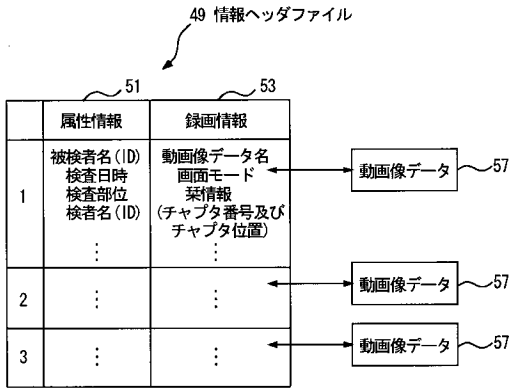 49 情報ヘッダファイル
51
53
属性情報
録画情報
1
被検者名(ID)
検査日時
検査部位
検者名(ID)
⋮
動画像データ名
画面モード
栞情報
(チャプタ番号及び
チャプタ位置)
⋮
動画像データ 57
2
⋮
⋮
動画像データ 57
3
⋮
⋮
動画像データ 57